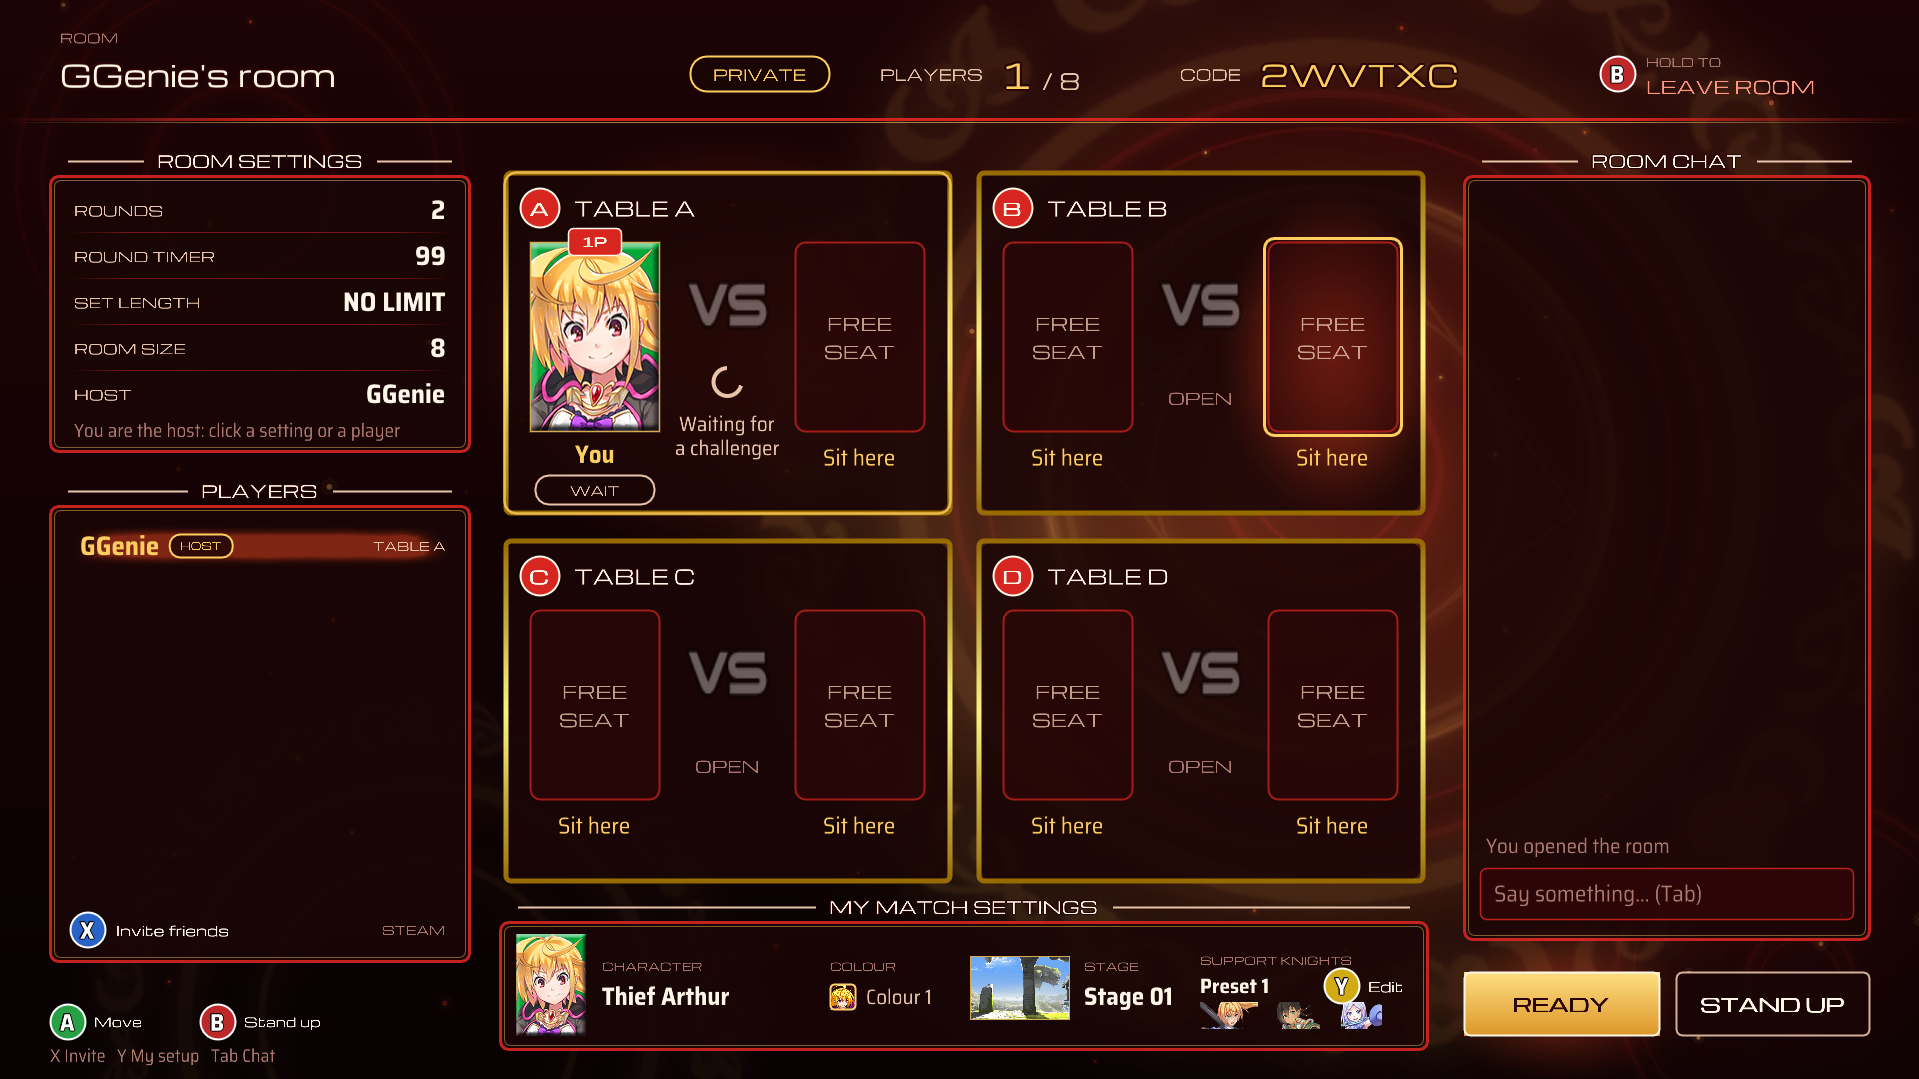 ROOM
GGenie's room
PRIVATE
PLAYERS 1 / 8
CODE 2WVTXC
B HOLD TO
LEAVE ROOM
ROOM SETTINGS
ROUNDS 2
ROUND TIMER 99
SET LENGTH NO LIMIT
ROOM SIZE 8
HOST GGenie
You are the host: click a setting or a player
PLAYERS
GGenie HOST TABLE A
X Invite friends STEAM
A Move B Stand up
X Invite Y My setup Tab Chat
A TABLE A
1P
VS
FREE
SEAT
Waiting for
a challenger
You
Sit here
WAIT
B TABLE B
FREE
SEAT
VS
FREE
SEAT
OPEN
Sit here
Sit here
C TABLE C
FREE
SEAT
VS
FREE
SEAT
OPEN
Sit here
Sit here
D TABLE D
FREE
SEAT
VS
FREE
SEAT
OPEN
Sit here
Sit here
MY MATCH SETTINGS
CHARACTER
Thief Arthur
COLOUR
Colour 1
STAGE
Stage 01
SUPPORT KNIGHTS
Preset 1
Y Edit
ROOM CHAT
You opened the room
Say something... (Tab)
READY
STAND UP